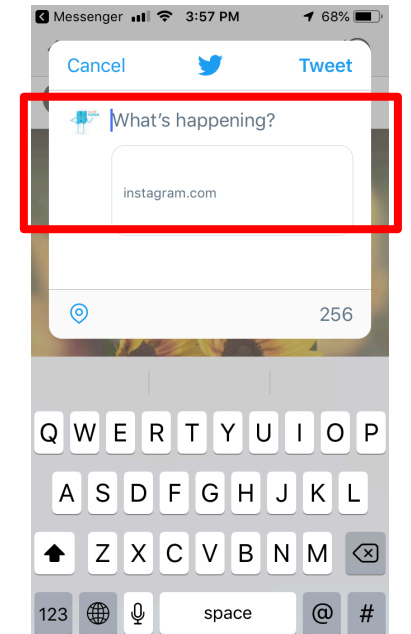 Messenger 3:57 PM 68%
Cancel Tweet
What's happening?
instagram.com
256
Q W E R T Y U I O P
A S D F G H J K L
Z X C V B N M
123 space @ #